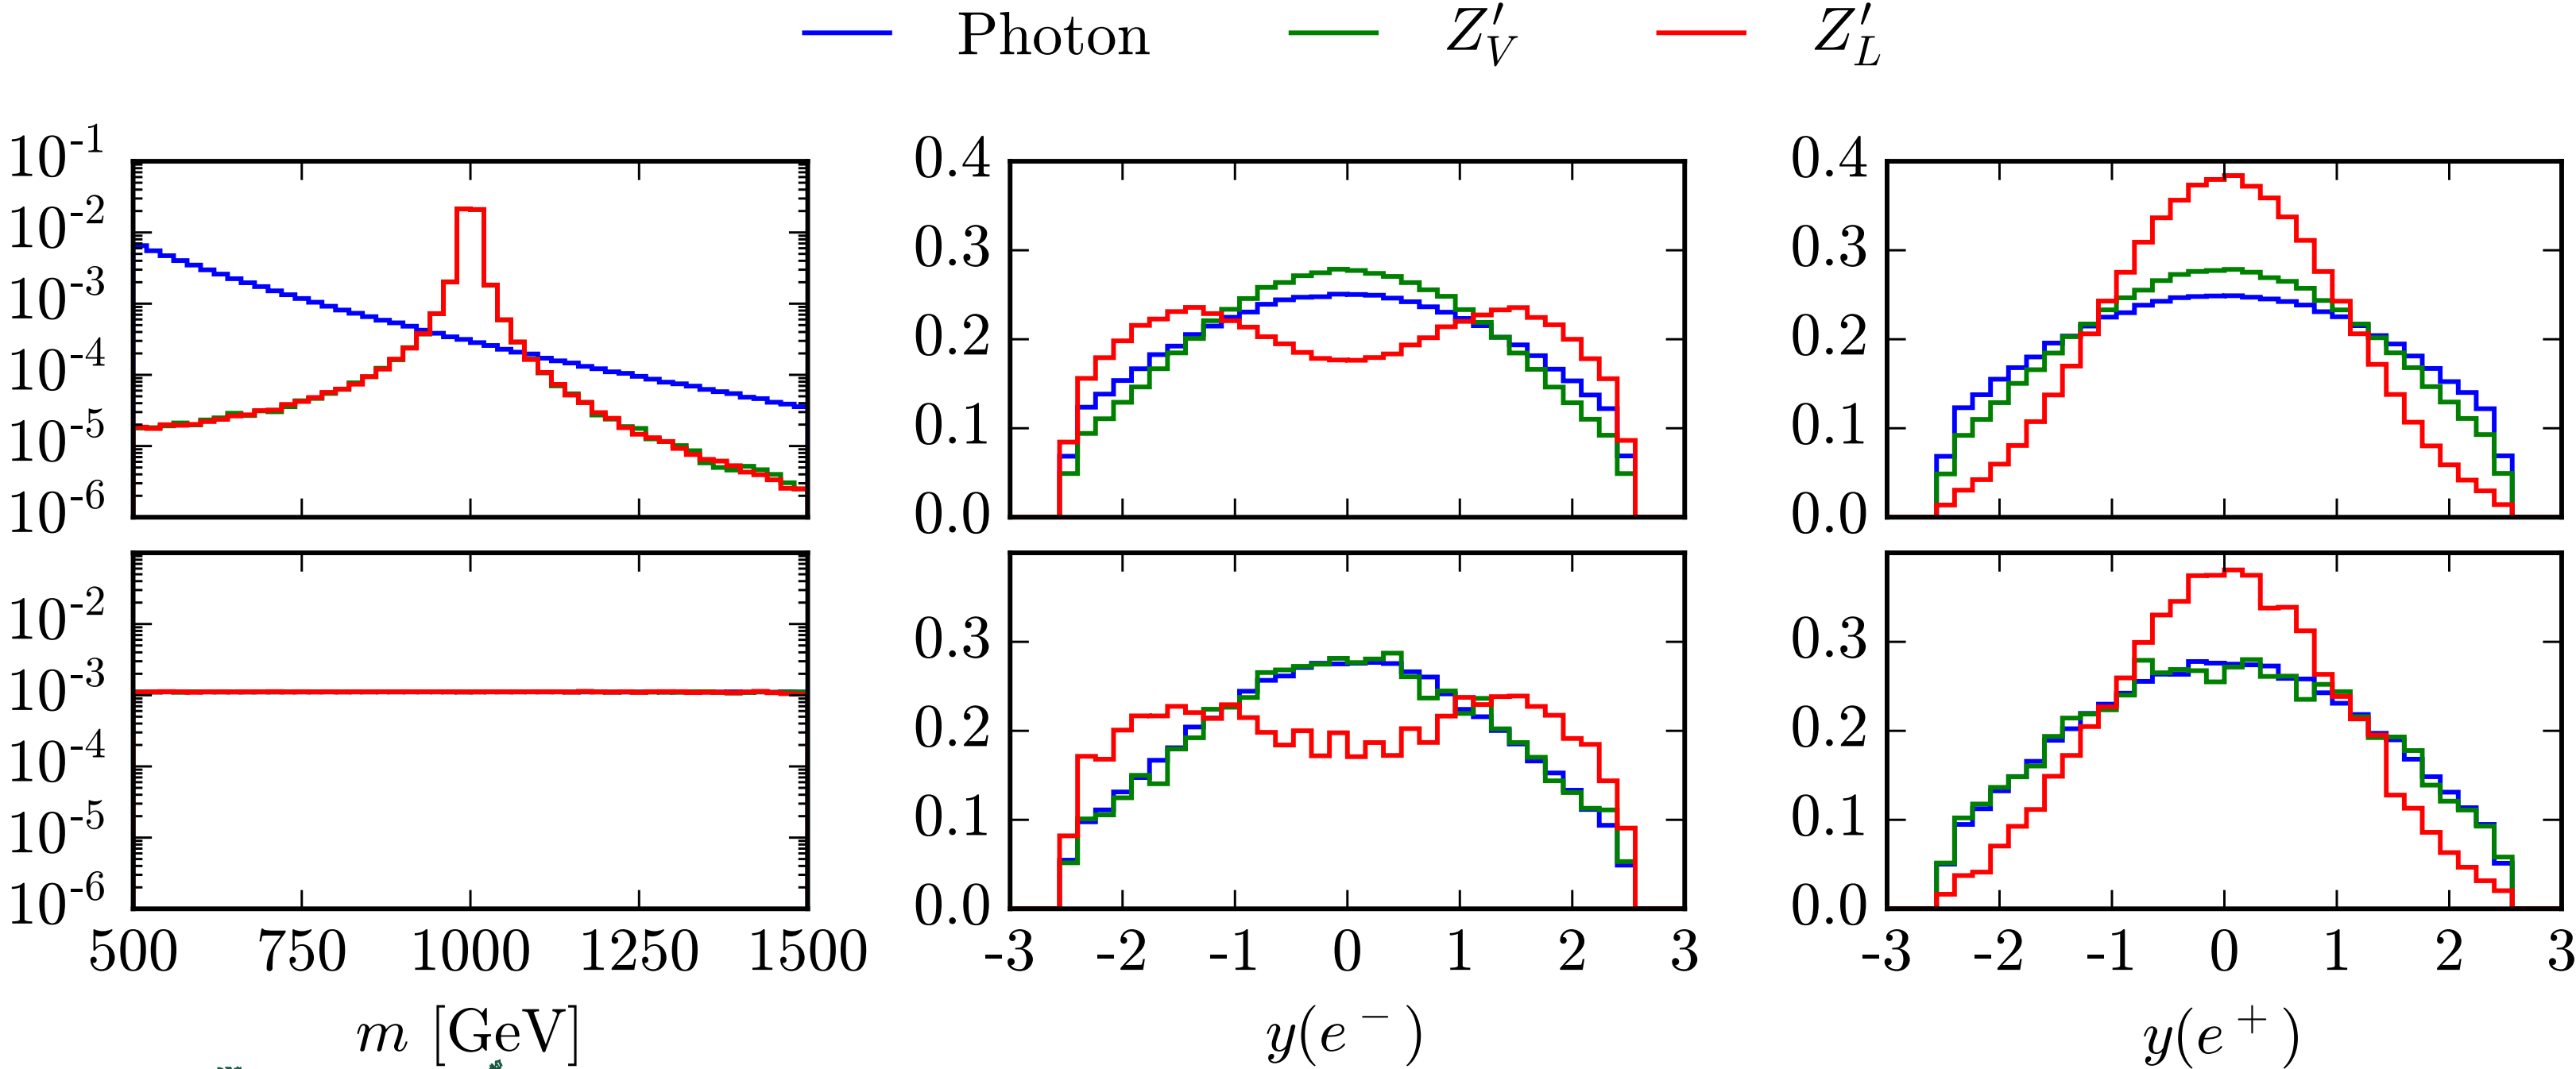 Photon Z′_V Z′_L
10^-1 10^-2 10^-3 10^-4 10^-5 10^-6
0.4 0.3 0.2 0.1 0.0
0.4 0.3 0.2 0.1 0.0
10^-2 10^-3 10^-4 10^-5 10^-6
0.3 0.2 0.1 0.0
0.3 0.2 0.1 0.0
500 750 1000 1250 1500
-3 -2 -1 0 1 2 3
-3 -2 -1 0 1 2 3
m [GeV]
y(e^-)
y(e^+)